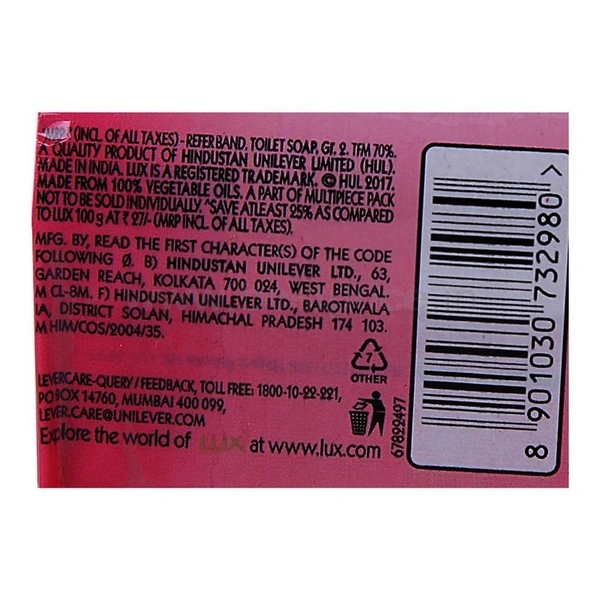 MRP ₹ (INCL. OF ALL TAXES) - REFER BAND. TOILET SOAP. Gr. 2. TFM 70%.
A QUALITY PRODUCT OF HINDUSTAN UNILEVER LIMITED (HUL).
MADE IN INDIA. LUX IS A REGISTERED TRADEMARK. © HUL 2017.
MADE FROM 100% VEGETABLE OILS. A PART OF MULTIPIECE PACK
NOT TO BE SOLD INDIVIDUALLY. ^SAVE ATLEAST 25% AS COMPARED
TO LUX 100 g AT ₹ 27/- (MRP INCL. OF ALL TAXES).
MFG. BY, READ THE FIRST CHARACTER(S) OF THE CODE
FOLLOWING Ø. B) HINDUSTAN UNILEVER LTD., 63,
GARDEN REACH, KOLKATA 700 024, WEST BENGAL.
M CL-8M. F) HINDUSTAN UNILEVER LTD., BAROTIWALA
IA, DISTRICT SOLAN, HIMACHAL PRADESH 174 103.
M HIM/COS/2004/35.
7
OTHER
LEVERCARE-QUERY/FEEDBACK, TOLL FREE: 1800-10-22-221,
PO BOX 14760, MUMBAI 400 099,
LEVER.CARE@UNILEVER.COM
Explore the world of LUX at www.lux.com
67822497
8 901030 732980 >